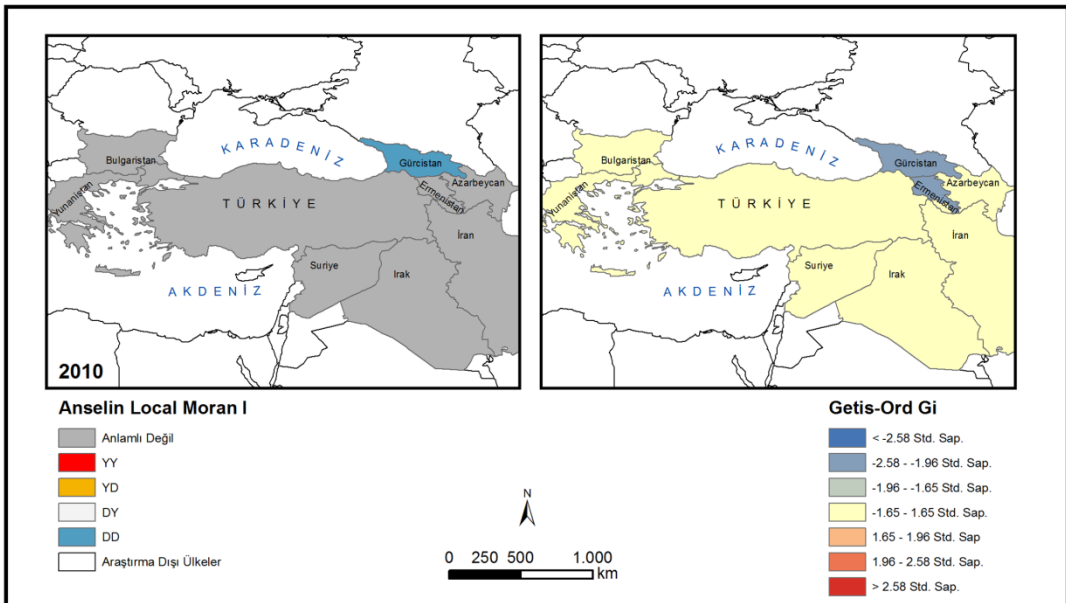 KARADENİZ
Bulgaristan
Gürcistan
Azerbeycan
Ermenistan
Yunanistan
TÜRKİYE
İran
Suriye
Irak
AKDENİZ
2010
KARADENİZ
Bulgaristan
Gürcistan
Azerbeycan
Ermenistan
Yunanistan
TÜRKİYE
İran
Suriye
Irak
AKDENİZ
Anselin Local Moran I
Anlamlı Değil
YY
YD
DY
DD
Araştırma Dışı Ülkeler
N
0 250 500 1.000
km
Getis-Ord Gi
< -2.58 Std. Sap.
-2.58 - -1.96 Std. Sap.
-1.96 - -1.65 Std. Sap.
-1.65 - 1.65 Std. Sap.
1.65 - 1.96 Std. Sap
1.96 - 2.58 Std. Sap.
> 2.58 Std. Sap.